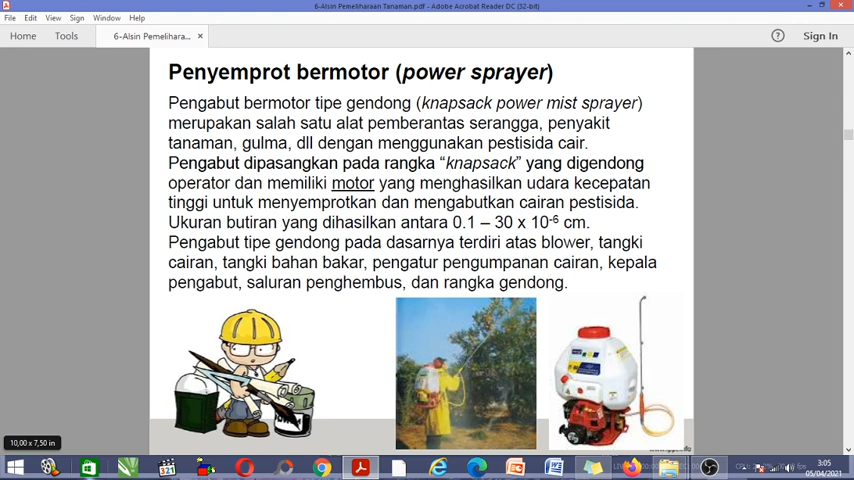 6-Alsin Pemeliharaan Tanaman.pdf - Adobe Acrobat Reader DC (32-bit)
File Edit View Sign Window Help
Home Tools 6-Alsin Pemelihara... × Sign In
Penyemprot bermotor (power sprayer)
Pengabut bermotor tipe gendong (knapsack power mist sprayer)
merupakan salah satu alat pemberantas serangga, penyakit
tanaman, gulma, dll dengan menggunakan pestisida cair.
Pengabut dipasangkan pada rangka “knapsack” yang digendong
operator dan memiliki motor yang menghasilkan udara kecepatan
tinggi untuk menyemprotkan dan mengabutkan cairan pestisida.
Ukuran butiran yang dihasilkan antara 0.1 – 30 x 10⁻⁶ cm.
Pengabut tipe gendong pada dasarnya terdiri atas blower, tangki
cairan, tangki bahan bakar, pengatur pengumpanan cairan, kepala
pengabut, saluran penghembus, dan rangka gendong.
10,00 x 7,50 in
3:05
05/04/2021